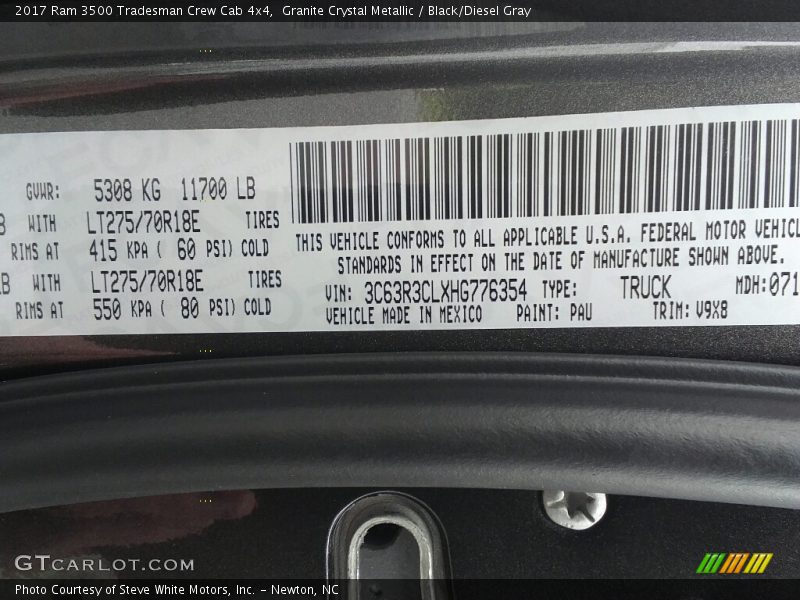 2017 Ram 3500 Tradesman Crew Cab 4x4,  Granite Crystal Metallic / Black/Diesel Gray
GVWR: 5308 KG 11700 LB
B WITH LT275/70R18E TIRES
RIMS AT 415 KPA ( 60 PSI) COLD
LB WITH LT275/70R18E TIRES
RIMS AT 550 KPA ( 80 PSI) COLD
THIS VEHICLE CONFORMS TO ALL APPLICABLE U.S.A. FEDERAL MOTOR VEHICL
STANDARDS IN EFFECT ON THE DATE OF MANUFACTURE SHOWN ABOVE.
VIN: 3C63R3CLXHG776354 TYPE: TRUCK MDH:071
VEHICLE MADE IN MEXICO PAINT: PAU TRIM: V9X8
GTCARLOT.COM
Photo Courtesy of Steve White Motors, Inc. – Newton, NC